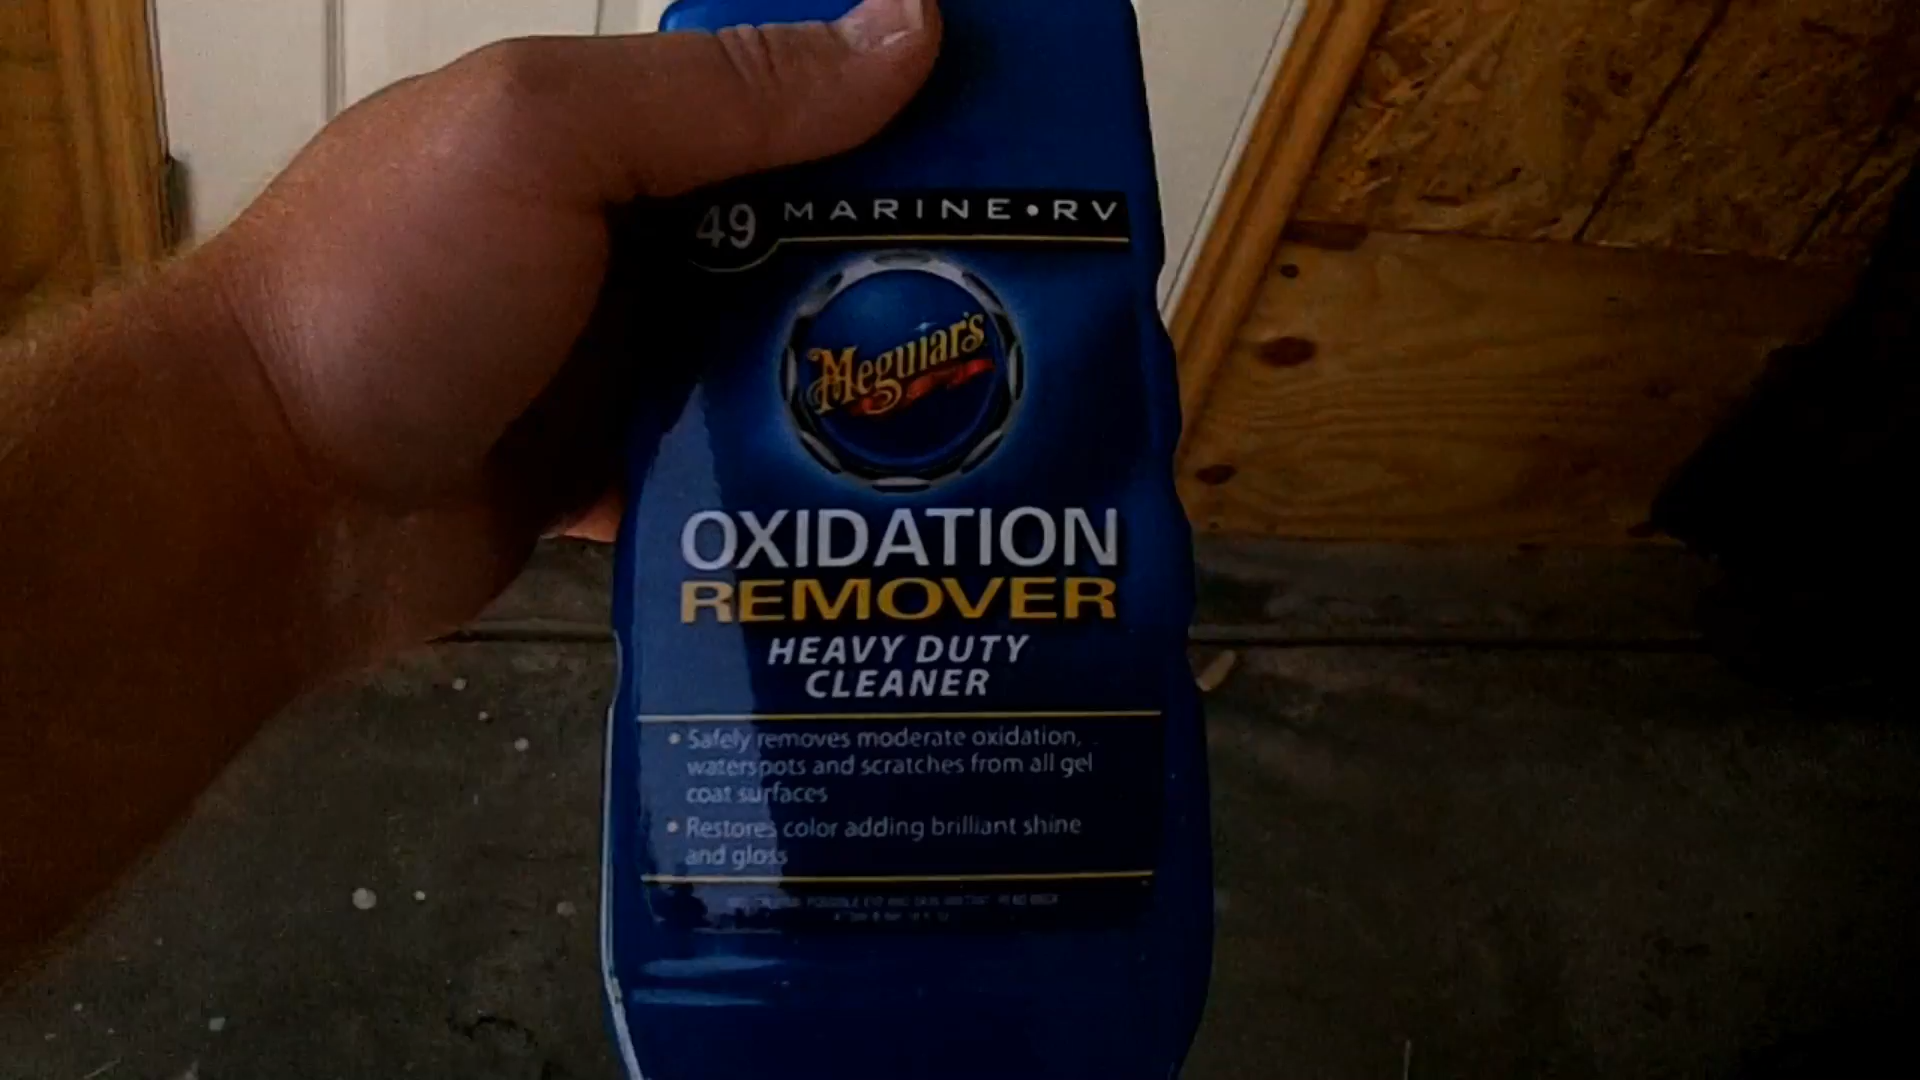 49 MARINE•RV
Meguiar's
OXIDATION
REMOVER
HEAVY DUTY
CLEANER
• Safely removes moderate oxidation,
waterspots and scratches from all gel
coat surfaces
• Restores color adding brilliant shine
and gloss